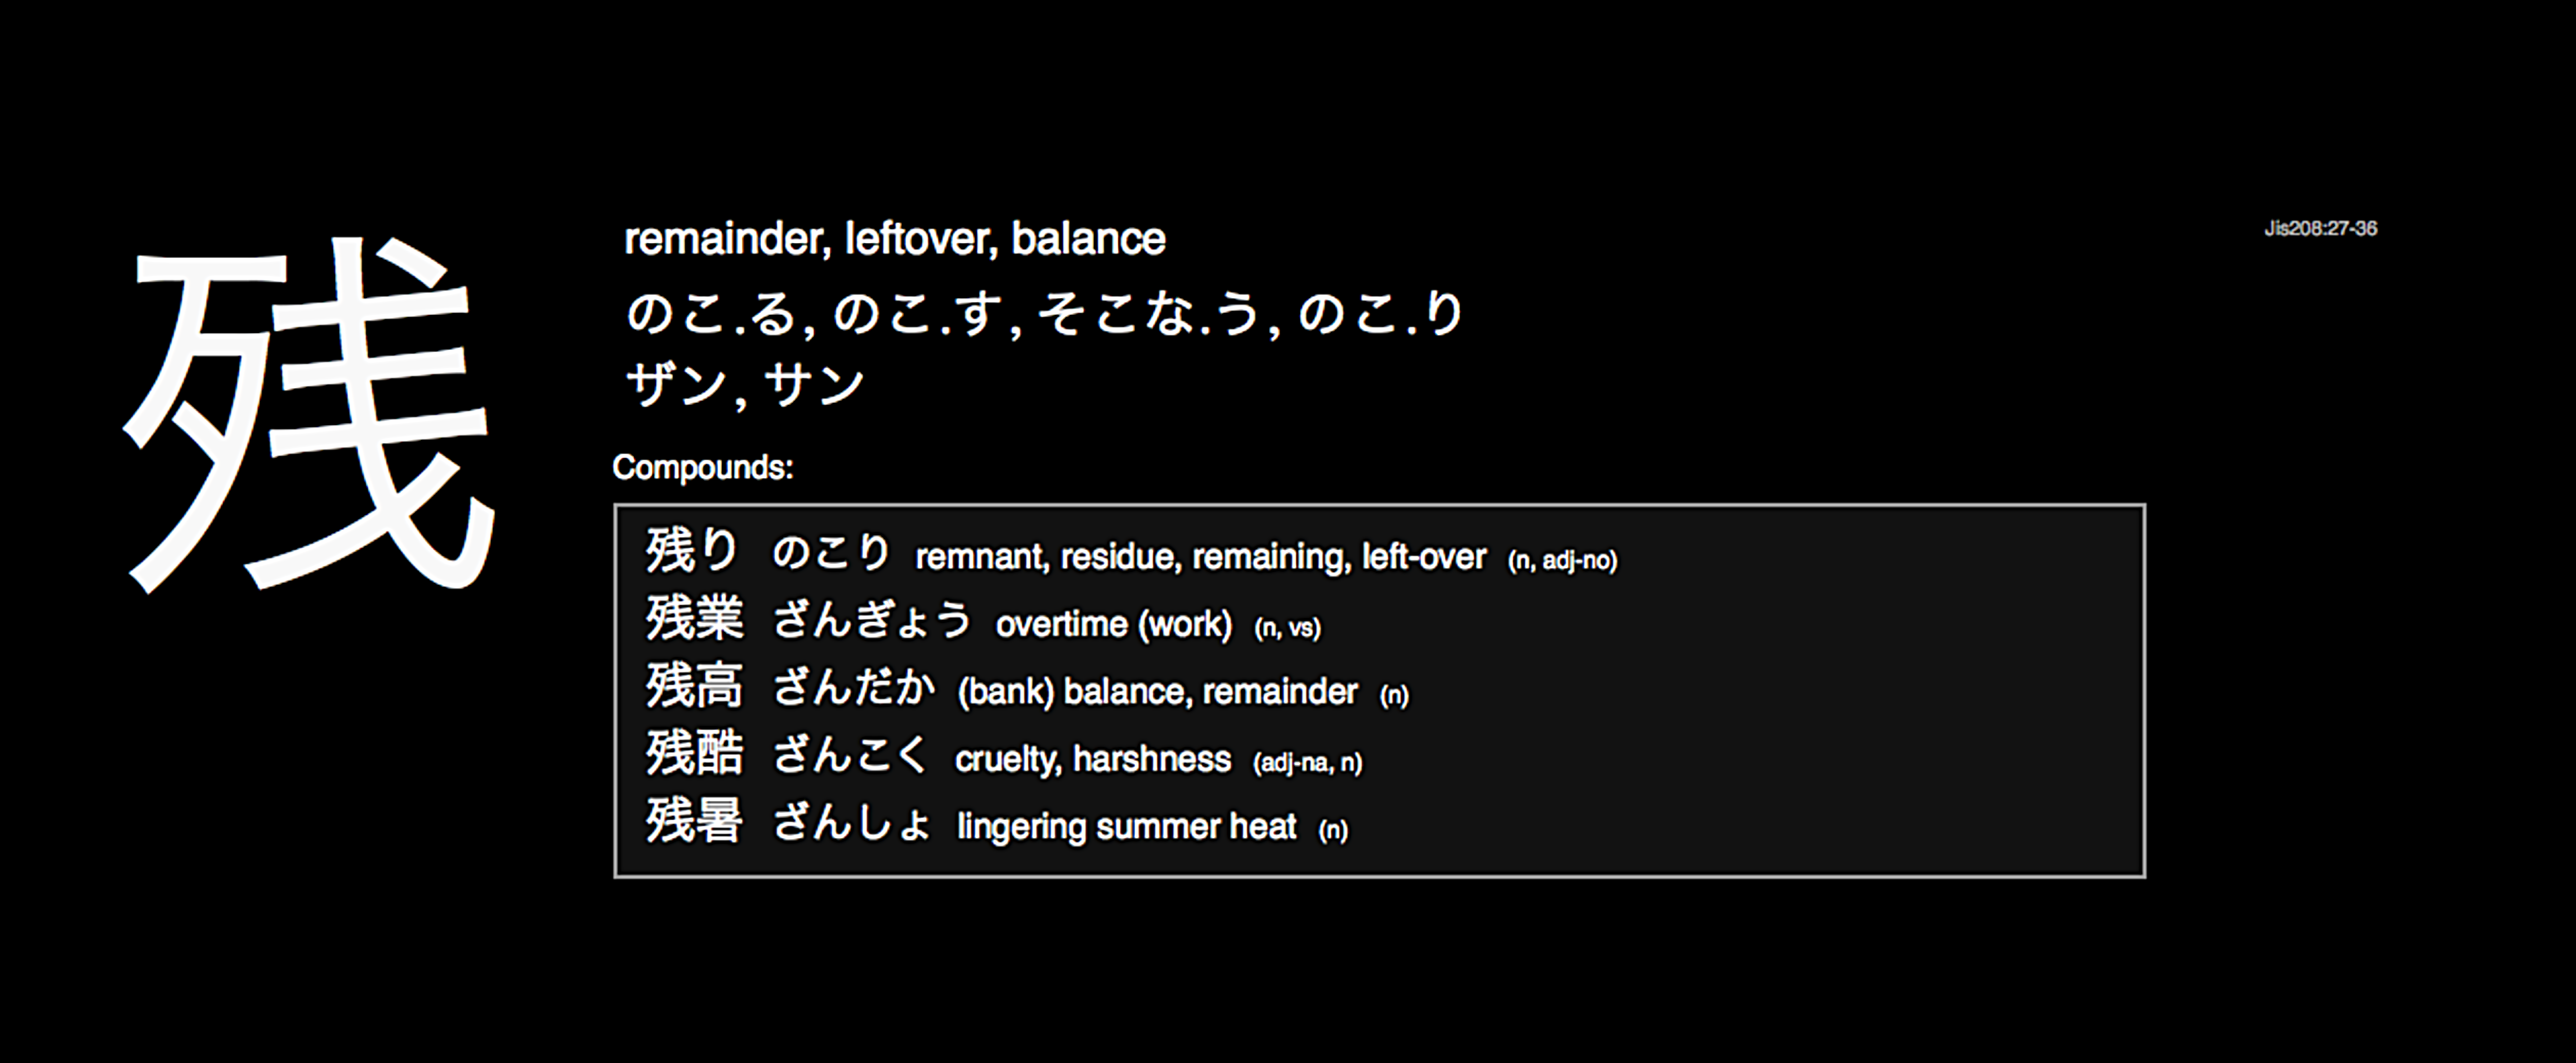 残
remainder, leftover, balance
Jis208:27-36
のこ.る, のこ.す, そこな.う, のこ.り
ザン, サン
Compounds:
残り のこり remnant, residue, remaining, left-over (n, adj-no)
残業 ざんぎょう overtime (work) (n, vs)
残高 ざんだか (bank) balance, remainder (n)
残酷 ざんこく cruelty, harshness (adj-na, n)
残暑 ざんしょ lingering summer heat (n)